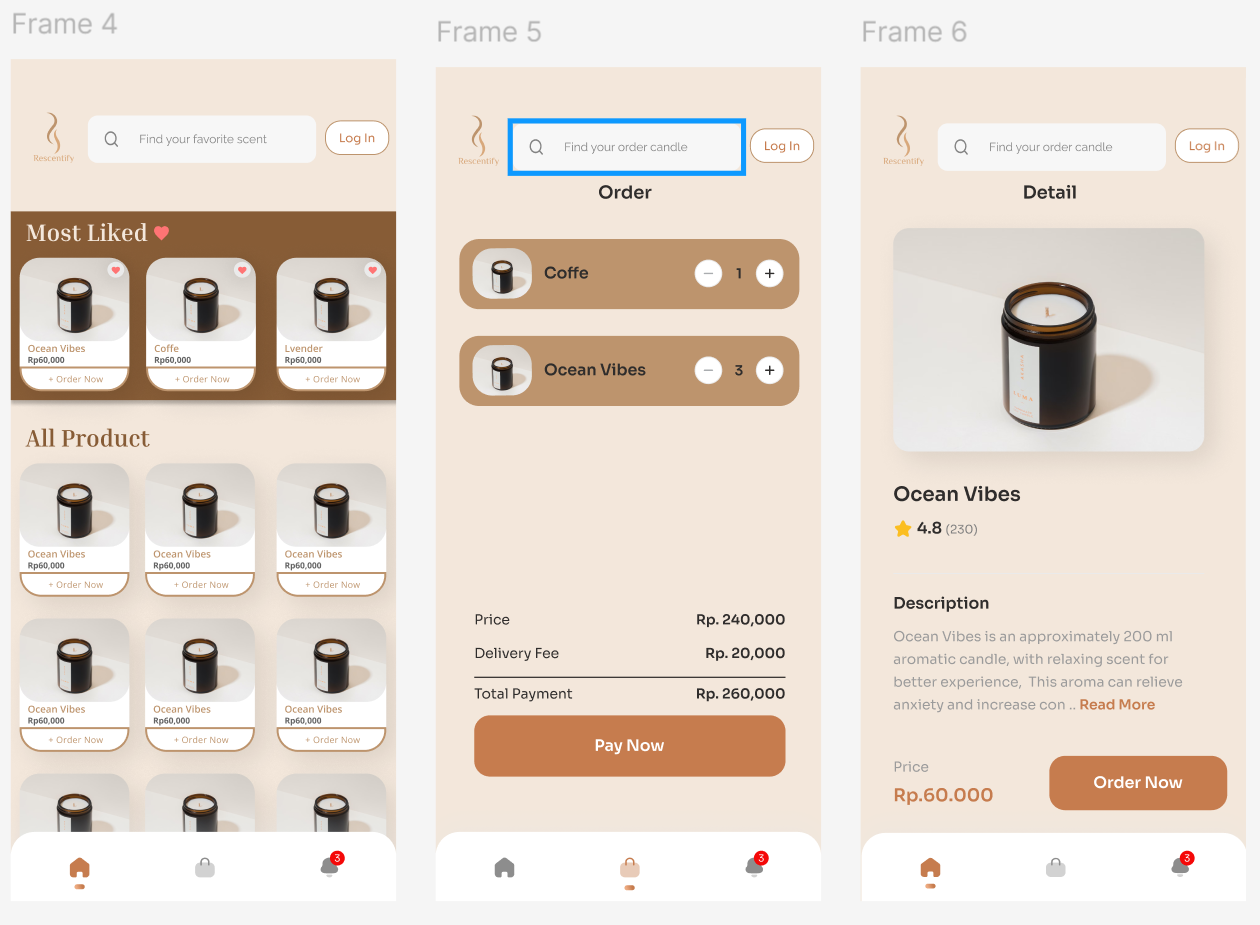 Frame 4
Rescentify
Find your favorite scent
Log In
Most Liked
Ocean Vibes
Rp60,000
+ Order Now
Coffe
Rp60,000
+ Order Now
Lvender
Rp60,000
+ Order Now
All Product
Ocean Vibes
Rp60,000
+ Order Now
Ocean Vibes
Rp60,000
+ Order Now
Ocean Vibes
Rp60,000
+ Order Now
Ocean Vibes
Rp60,000
+ Order Now
Ocean Vibes
Rp60,000
+ Order Now
Ocean Vibes
Rp60,000
+ Order Now
3
Frame 5
Rescentify
Find your order candle
Log In
Order
Coffe
1
Ocean Vibes
3
Price Rp. 240,000
Delivery Fee Rp. 20,000
Total Payment Rp. 260,000
Pay Now
3
Frame 6
Rescentify
Find your order candle
Log In
Detail
Ocean Vibes
4.8 (230)
Description
Ocean Vibes is an approximately 200 ml
aromatic candle, with relaxing scent for
better experience, This aroma can relieve
anxiety and increase con .. Read More
Price
Rp.60.000
Order Now
3